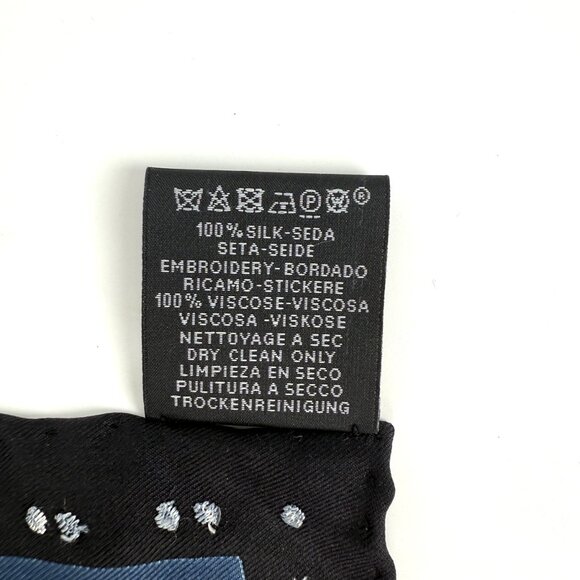 ®
100% SILK-SEDA
SETA-SEIDE
EMBROIDERY-BORDADO
RICAMO-STICKERE
100% VISCOSE-VISCOSA
VISCOSA -VISKOSE
NETTOYAGE A SEC
DRY CLEAN ONLY
LIMPIEZA EN SECO
PULITURA A SECCO
TROCKENREINIGUNG